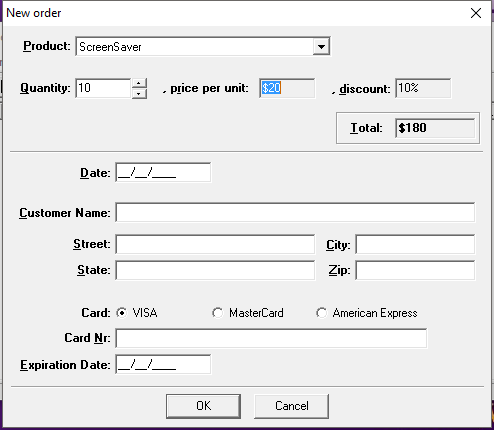 New order
Product: ScreenSaver
Quantity: 10 , price per unit: $20 , discount: 10%
Total: $180
Date: __/__/____
Customer Name:
Street: City:
State: Zip:
Card: VISA MasterCard American Express
Card Nr:
Expiration Date: __/__/____
OK Cancel